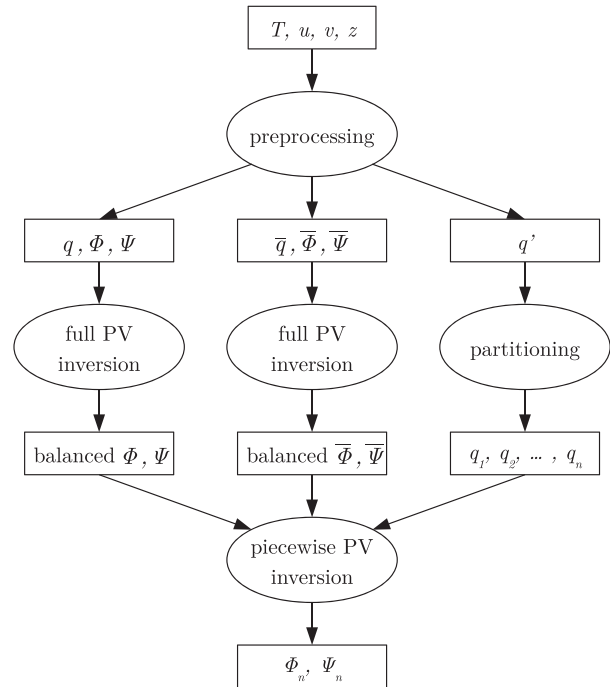 T, u, v, z
preprocessing
q , Φ , Ψ
q̅ , Φ̅ , Ψ̅
q'
full PV
inversion
full PV
inversion
partitioning
balanced Φ , Ψ
balanced Φ̅ , Ψ̅
q₁, q₂, ... , qₙ
piecewise PV
inversion
Φₙ, Ψₙ